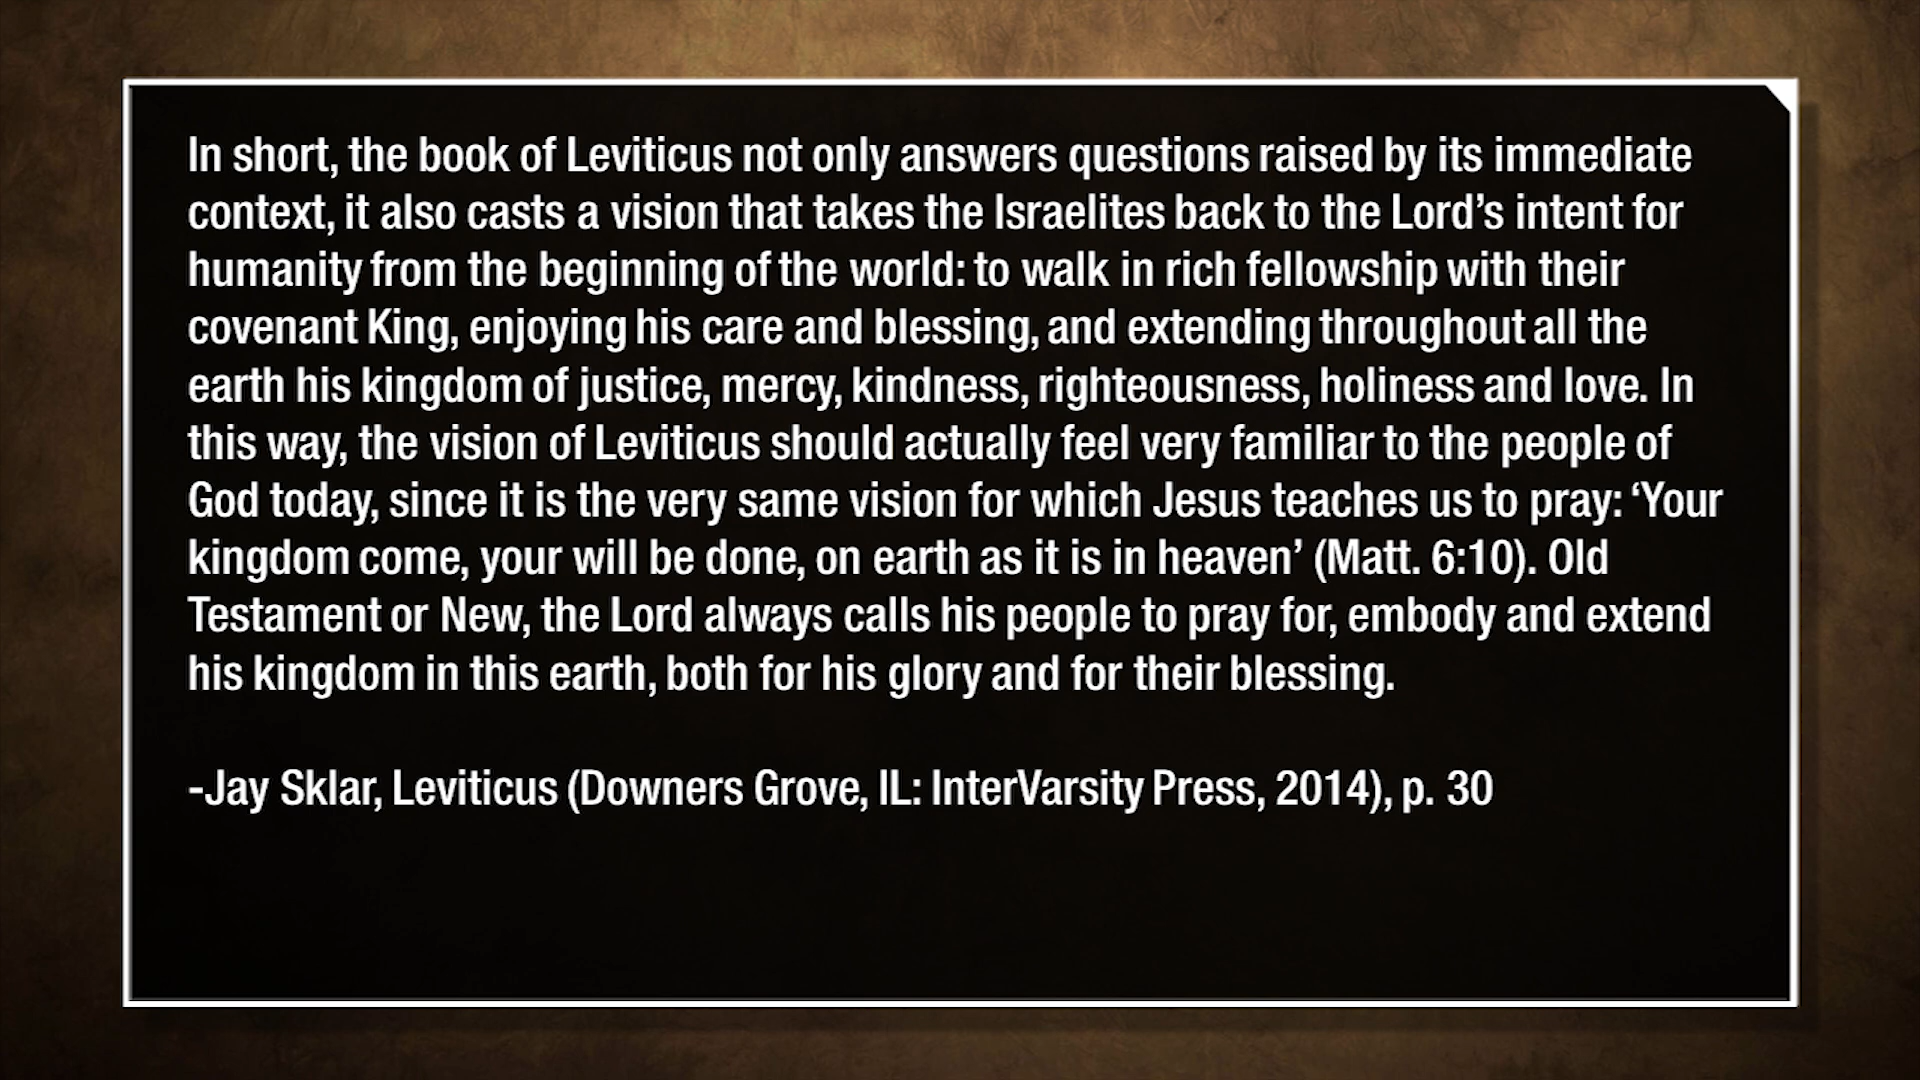 In short, the book of Leviticus not only answers questions raised by its immediate
context, it also casts a vision that takes the Israelites back to the Lord’s intent for
humanity from the beginning of the world: to walk in rich fellowship with their
covenant King, enjoying his care and blessing, and extending throughout all the
earth his kingdom of justice, mercy, kindness, righteousness, holiness and love. In
this way, the vision of Leviticus should actually feel very familiar to the people of
God today, since it is the very same vision for which Jesus teaches us to pray: ‘Your
kingdom come, your will be done, on earth as it is in heaven’ (Matt. 6:10). Old
Testament or New, the Lord always calls his people to pray for, embody and extend
his kingdom in this earth, both for his glory and for their blessing.
-Jay Sklar, Leviticus (Downers Grove, IL: InterVarsity Press, 2014), p. 30